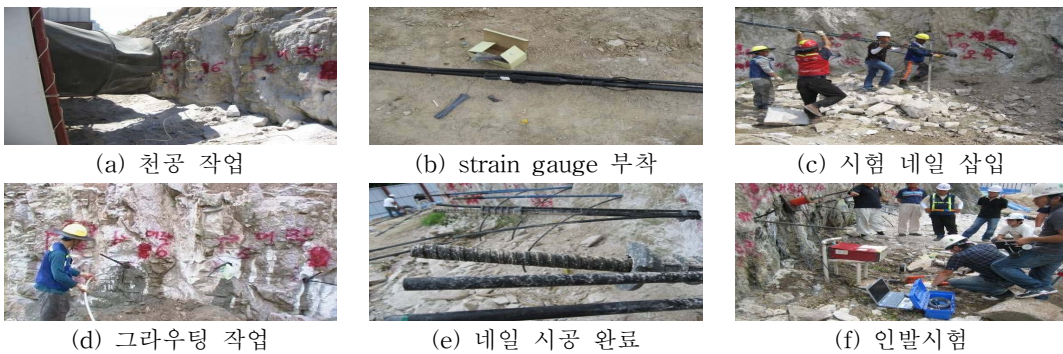 (a) 천공 작업
(b) strain gauge 부착
(c) 시험 네일 삽입
(d) 그라우팅 작업
(e) 네일 시공 완료
(f) 인발시험